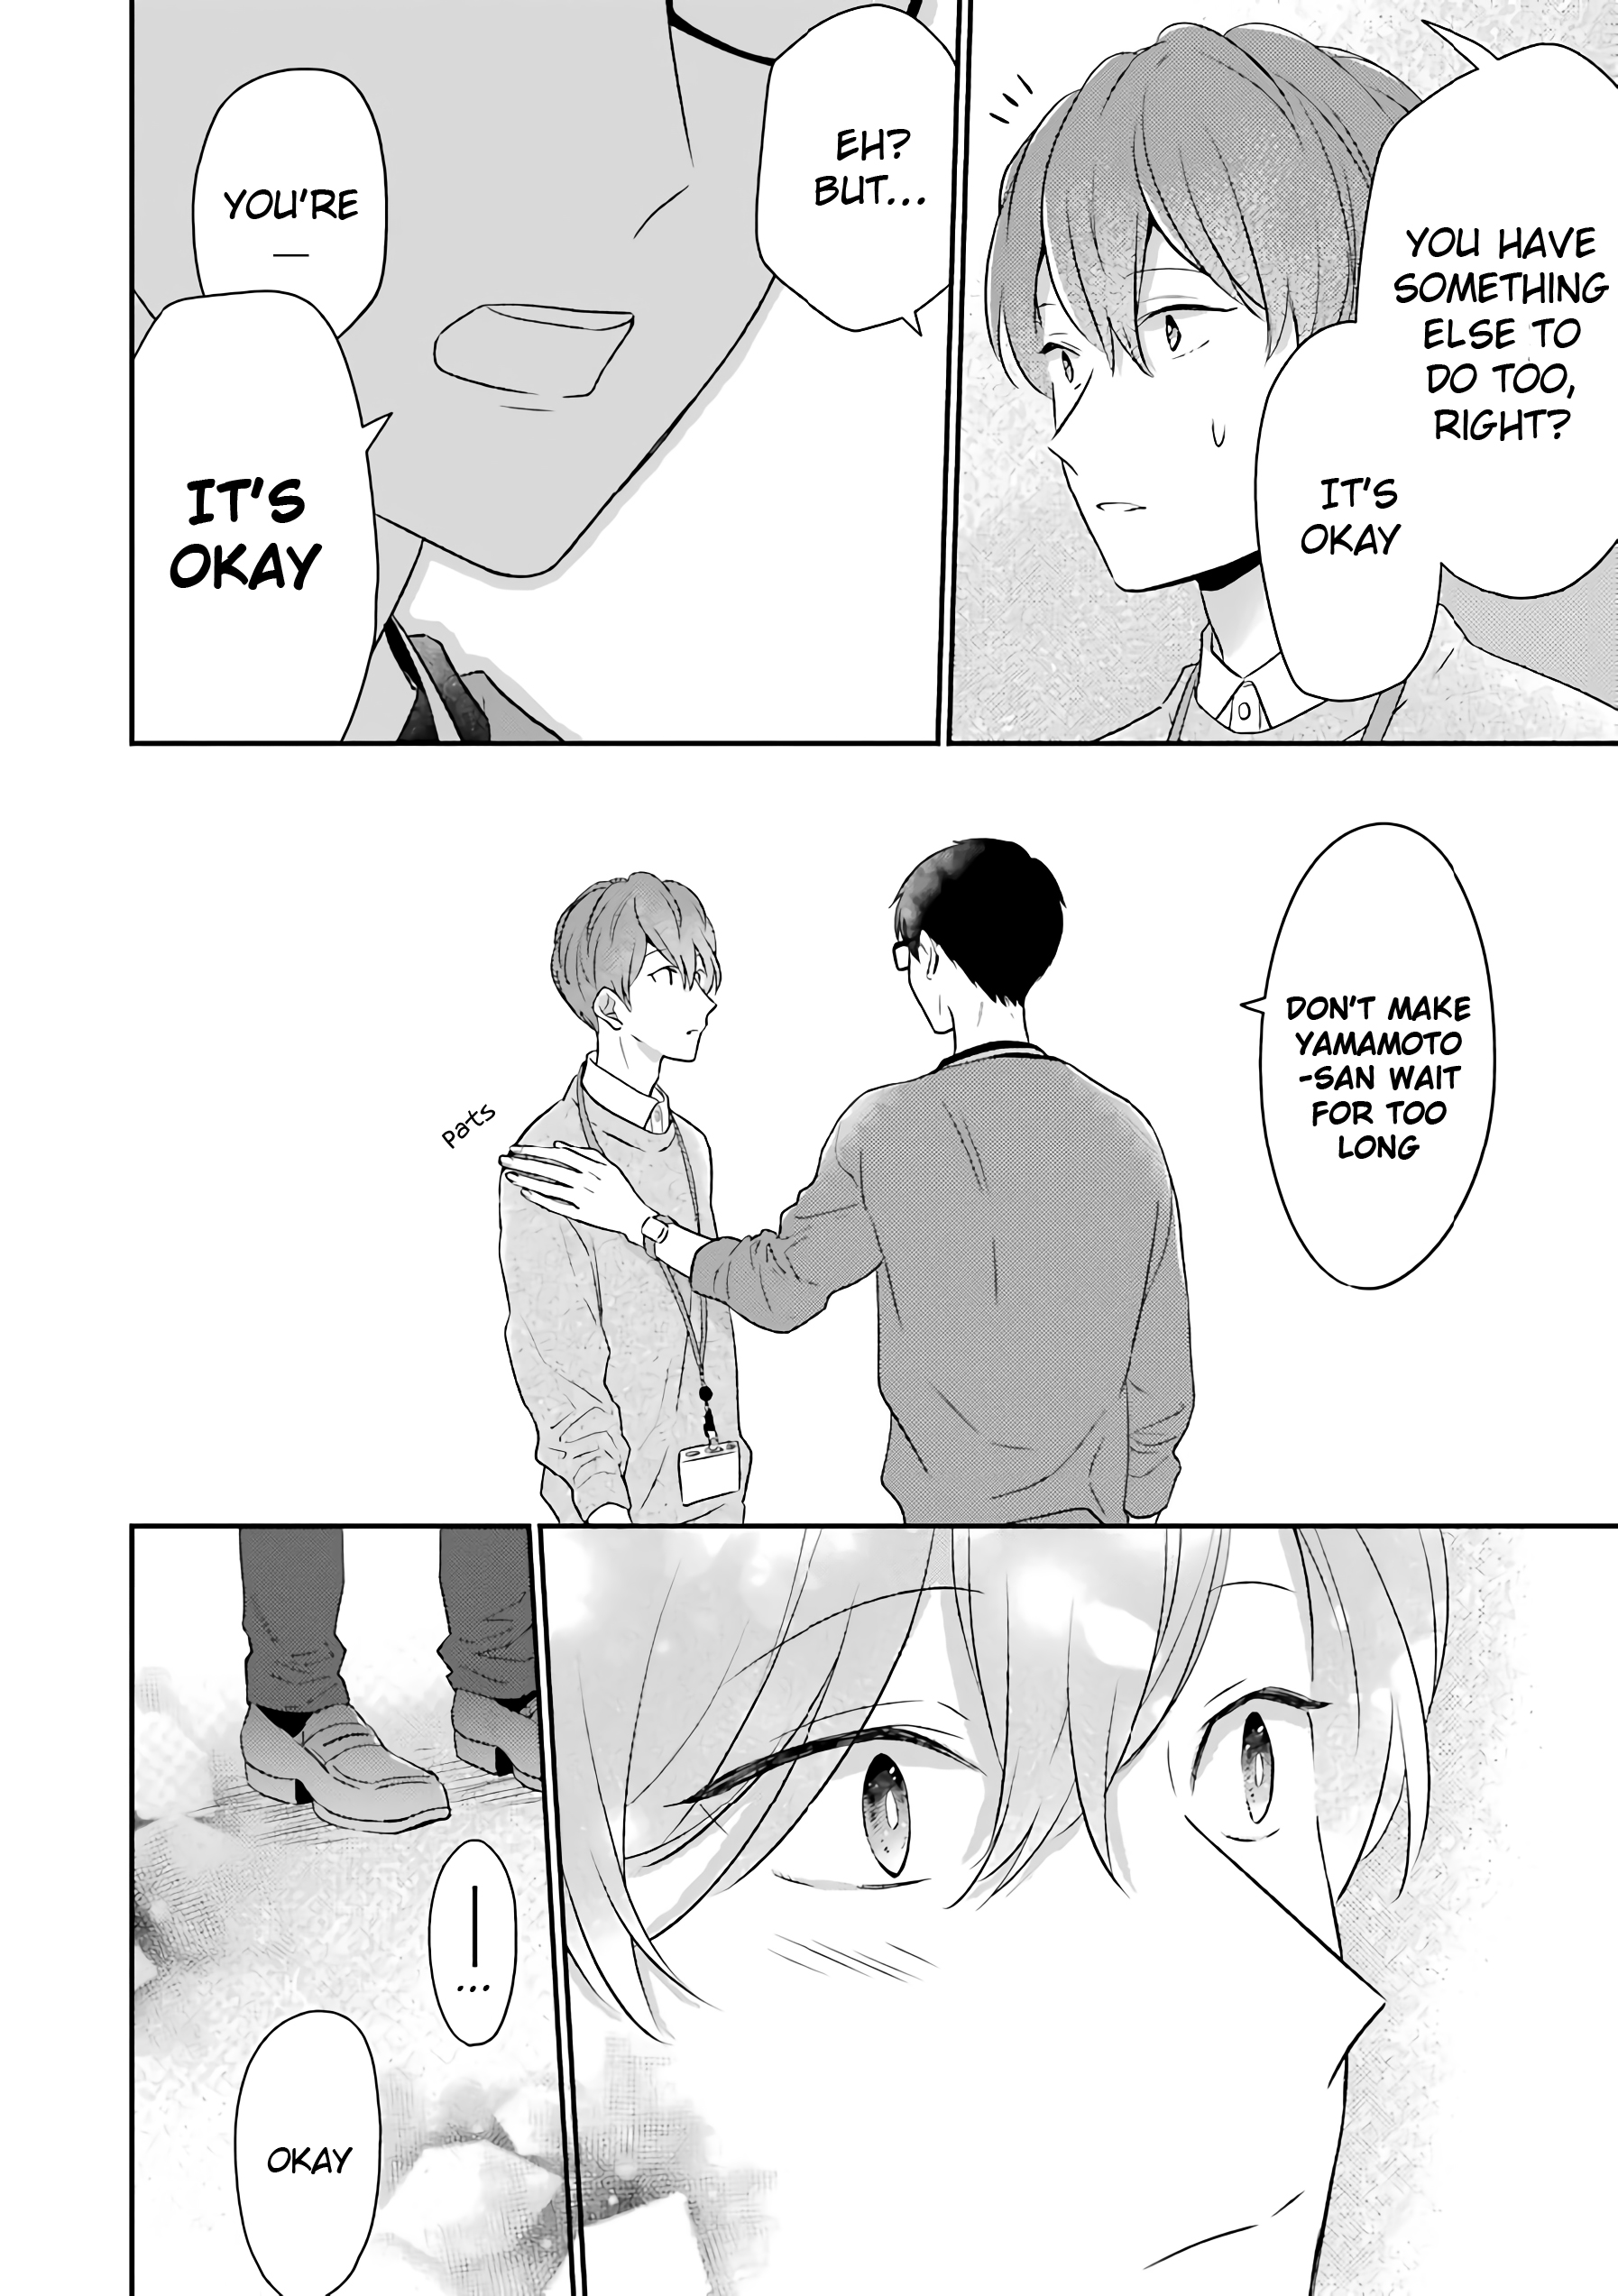 YOU HAVE
SOMETHING
ELSE TO
DO TOO,
RIGHT?
IT'S
OKAY
EH?
BUT...
YOU'RE
—
IT'S
OKAY
DON'T MAKE
YAMAMOTO
-SAN WAIT
FOR TOO
LONG
pats
—
...
OKAY